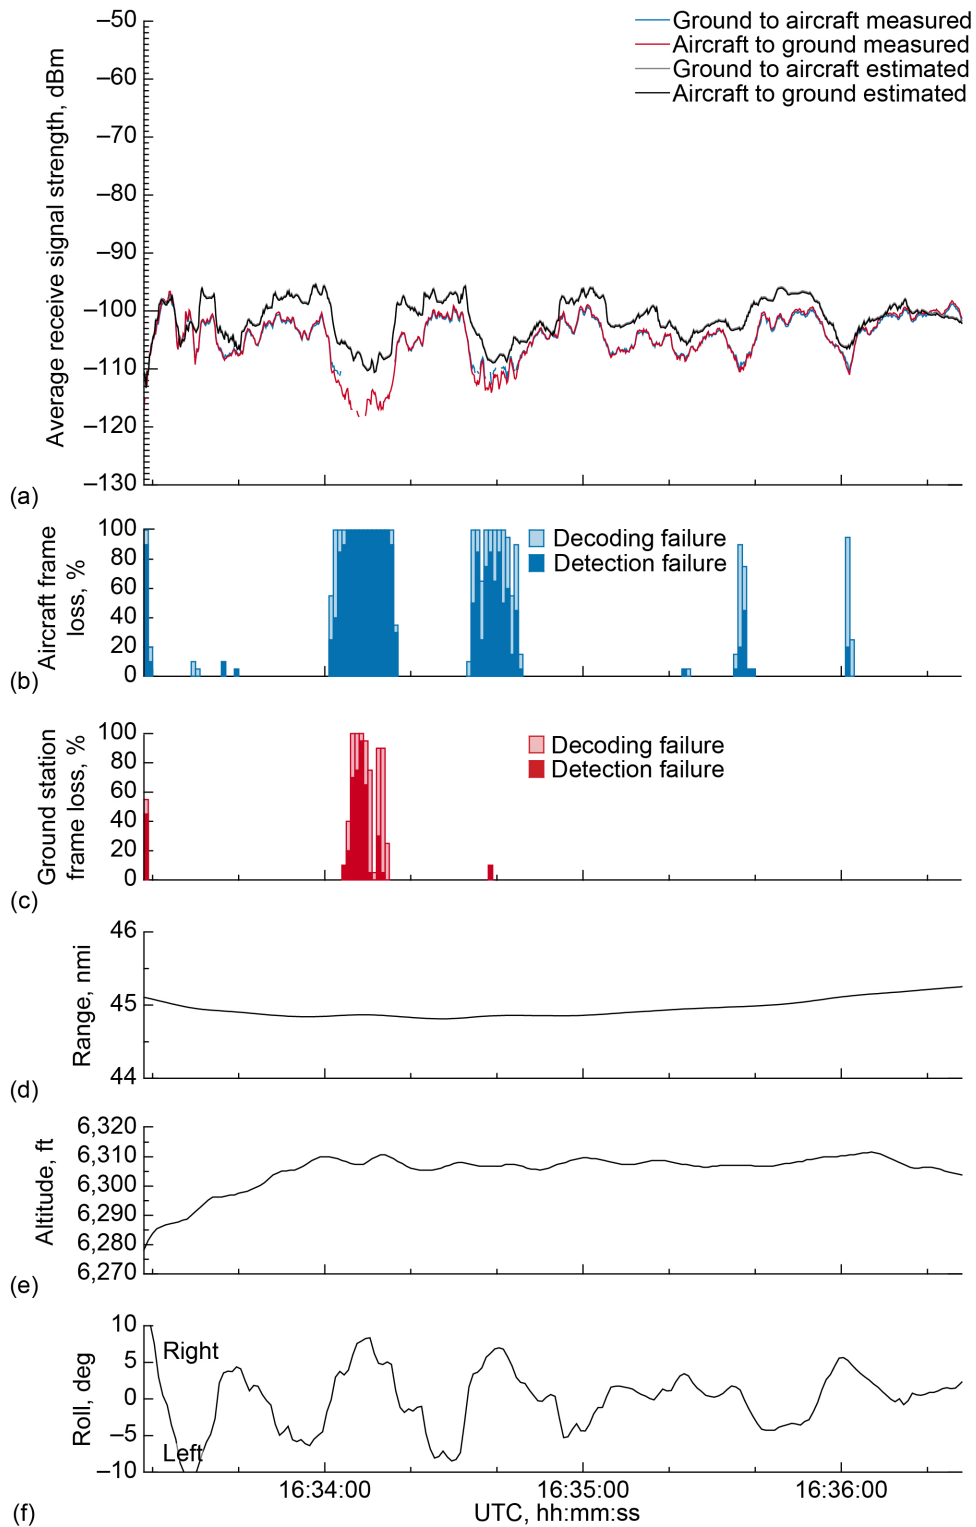 Ground to aircraft measured
Aircraft to ground measured
Ground to aircraft estimated
Aircraft to ground estimated
Average receive signal strength, dBm
–50
–60
–70
–80
–90
–100
–110
–120
–130
(a)
Aircraft frame
loss, %
100
80
60
40
20
0
Decoding failure
Detection failure
(b)
Ground station
frame loss, %
100
80
60
40
20
0
Decoding failure
Detection failure
(c)
Range, nmi
46
45
44
(d)
Altitude, ft
6,320
6,310
6,300
6,290
6,280
6,270
(e)
Roll, deg
10
5
0
–5
–10
Right
Left
16:34:00
16:35:00
16:36:00
UTC, hh:mm:ss
(f)